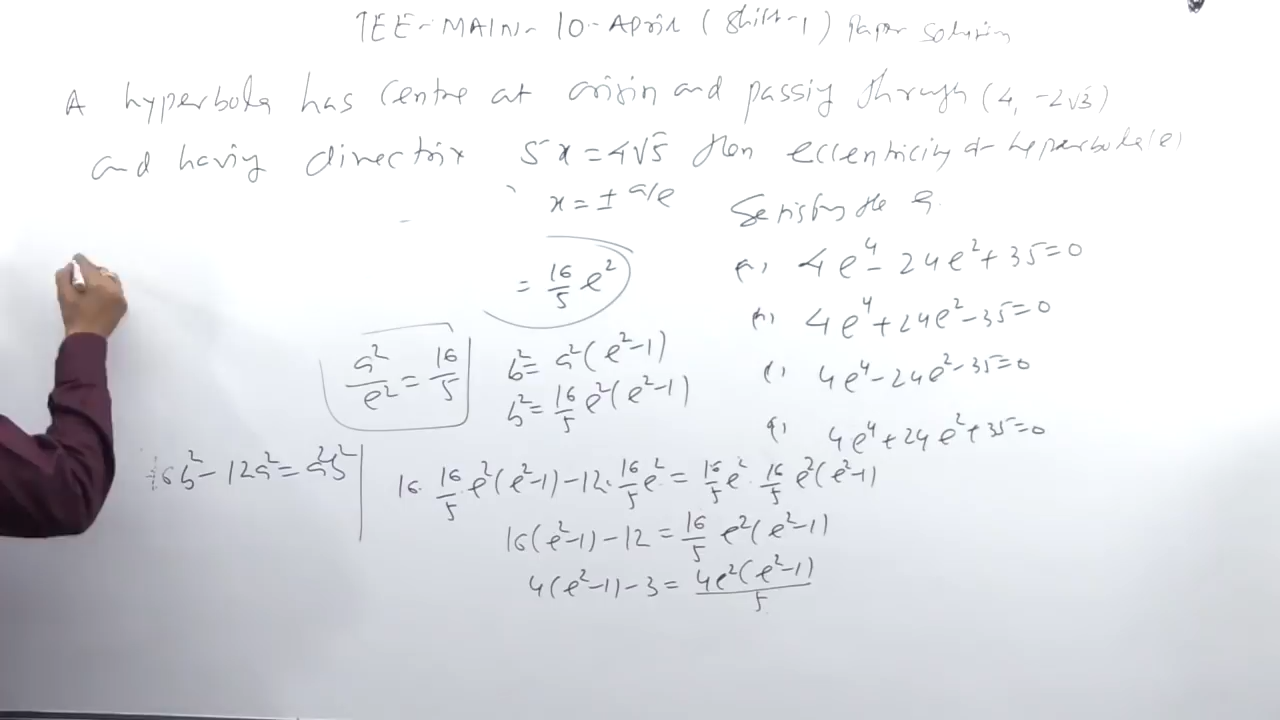 JEE-MAIN-10-April (Shift-1) Paper solution
A hyperbola has centre at origin and passing through (4, -2√3)
and having directrix 5x = 4√5 then eccentricity of hyperbola (e)
x = ± a/e
Satisfying the
= 16/5 e²
a²/e² = 16/5
b² = a²(e²-1)
b² = 16/5 e²(e²-1)
4e⁴ - 24e² + 35 = 0
4e⁴ + 24e² - 35 = 0
4e⁴ - 24e² - 35 = 0
4e⁴ + 24e² + 35 = 0
16b² - 12a² = a²b²
16 · 16/5 e²(e²-1) - 12 · 16/5 e² = 16/5 e² · 16/5 e²(e²-1)
16(e²-1) - 12 = 16/5 e²(e²-1)
4(e²-1) - 3 = 4e²(e²-1)/5